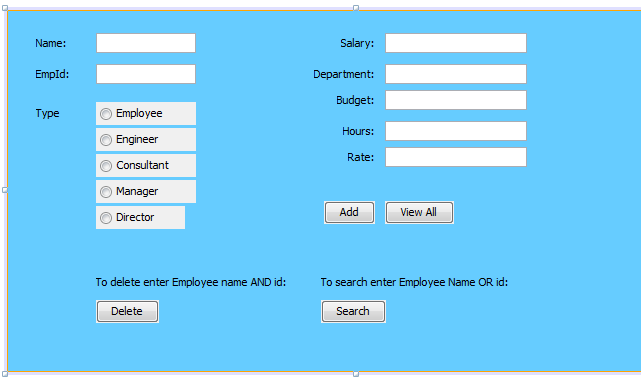 Name:
Salary:
EmpId:
Department:
Budget:
Type
Employee
Engineer
Hours:
Consultant
Rate:
Manager
Director
Add
View All
To delete enter Employee name AND id:
To search enter Employee Name OR id:
Delete
Search